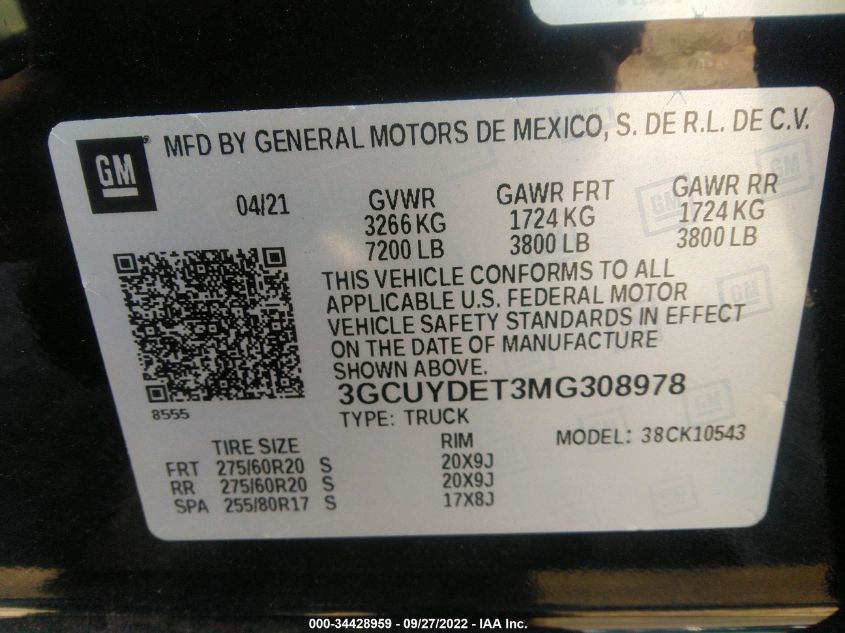 GM
MFD BY GENERAL MOTORS DE MEXICO, S. DE R.L. DE C.V.
04/21 GVWR GAWR FRT GAWR RR
3266 KG 1724 KG 1724 KG
7200 LB 3800 LB 3800 LB
THIS VEHICLE CONFORMS TO ALL
APPLICABLE U.S. FEDERAL MOTOR
VEHICLE SAFETY STANDARDS IN EFFECT
ON THE DATE OF MANUFACTURE
SHOWN ABOVE.
3GCUYDET3MG308978
8555
TYPE: TRUCK
MODEL: 38CK10543
TIRE SIZE RIM
FRT 275/60R20 S 20X9J
RR 275/60R20 S 20X9J
SPA 255/80R17 S 17X8J
000-34428959 - 09/27/2022 - IAA Inc.